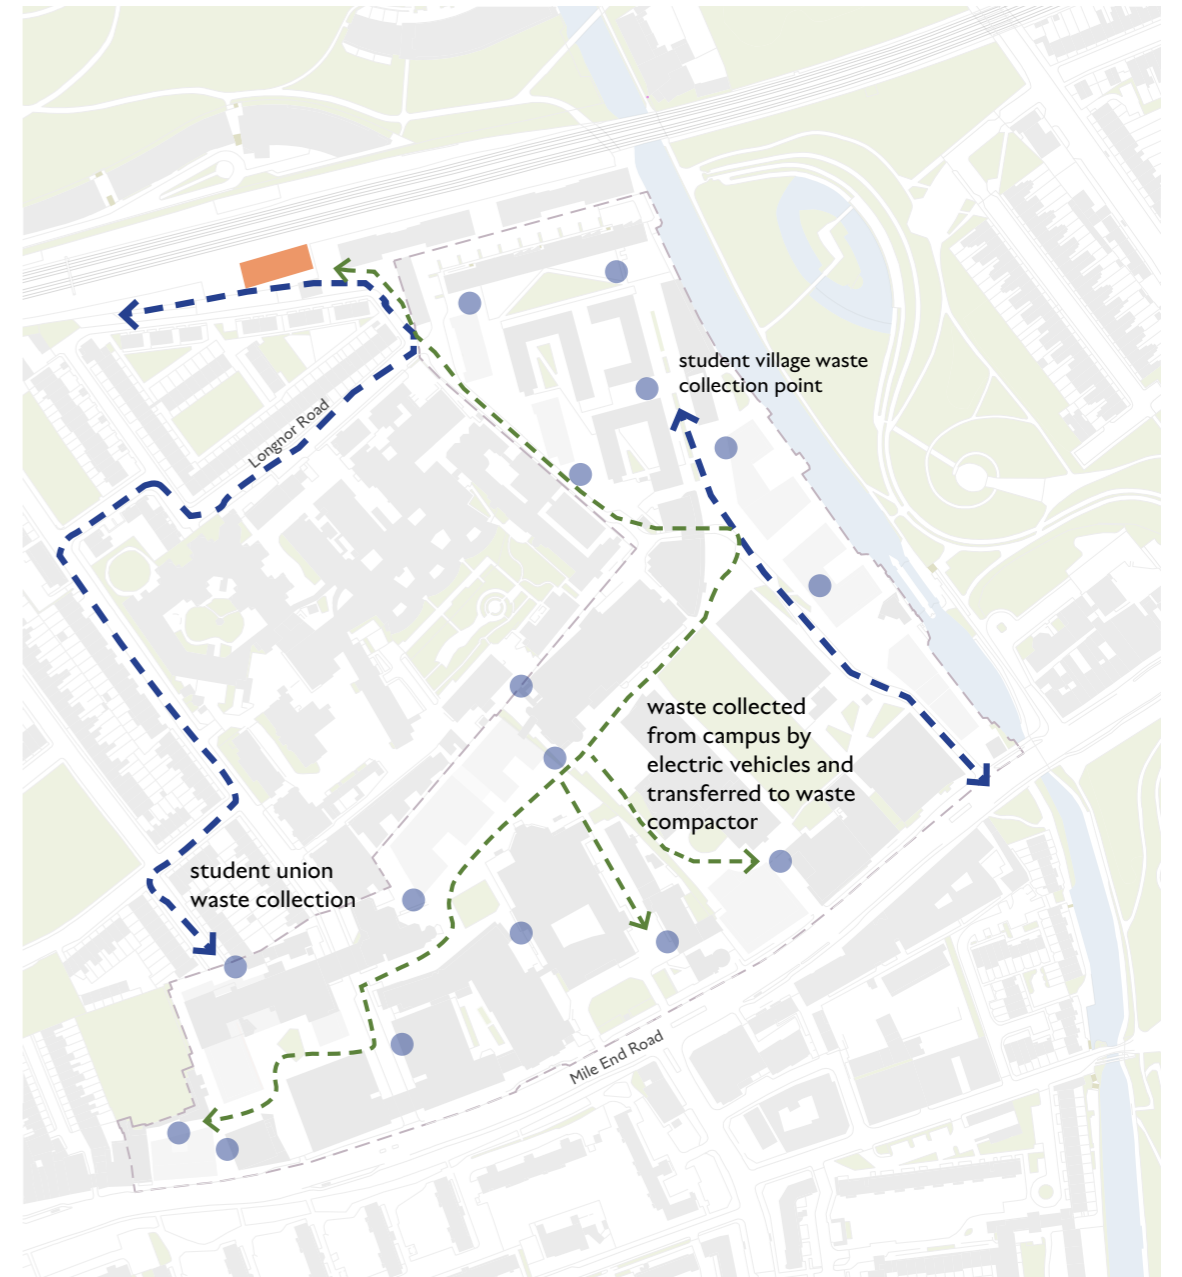 student village waste
collection point
Longnor Road
waste collected
from campus by
electric vehicles and
transferred to waste
compactor
student union
waste collection
Mile End Road